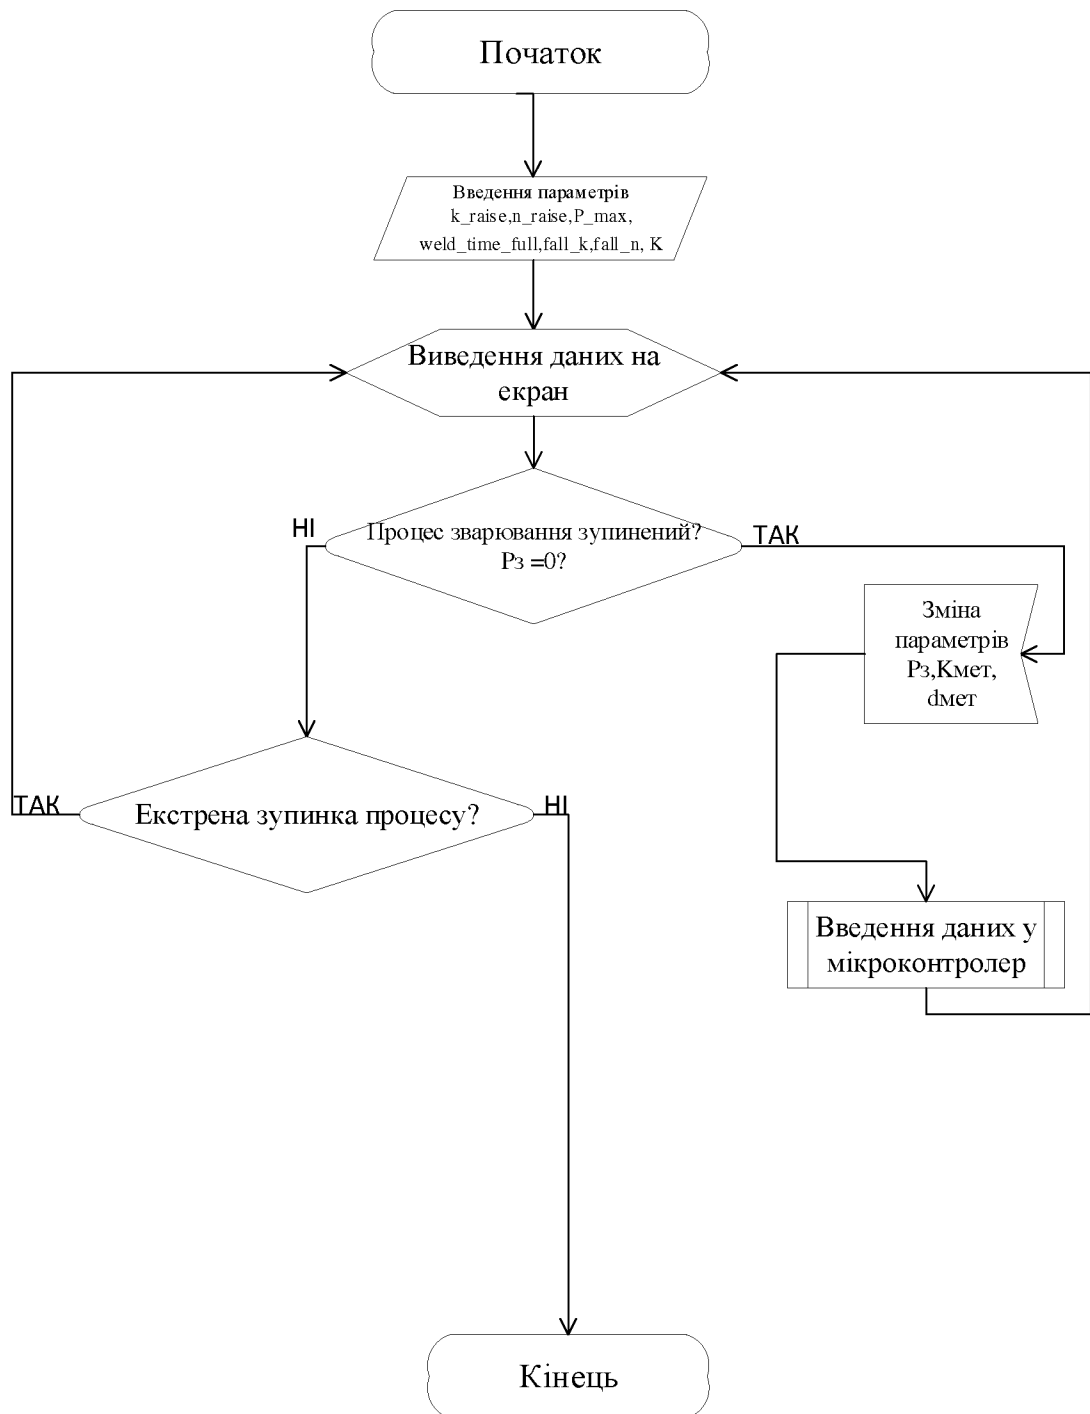 Початок
Введення параметрів
k_raise,n_raise,P_max,
weld_time_full,fall_k,fall_n, K
Виведення даних на
екран
НІ
Процес зварювання зупинений?
Рз =0?
ТАК
Зміна
параметрів
Рз,Кмет,
dмет
ТАК
Екстрена зупинка процесу?
НІ
Введення даних у
мікроконтролер
Кінець